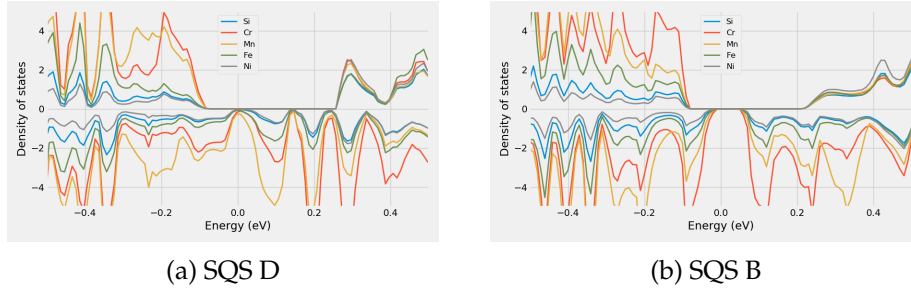 Si
Cr
Mn
Fe
Ni
Density of states
4
2
0
−2
−4
−0.4
−0.2
0.0
0.2
0.4
Energy (eV)
(a) SQS D
Si
Cr
Mn
Fe
Ni
Density of states
4
2
0
−2
−4
−0.4
−0.2
0.0
0.2
0.4
Energy (eV)
(b) SQS B